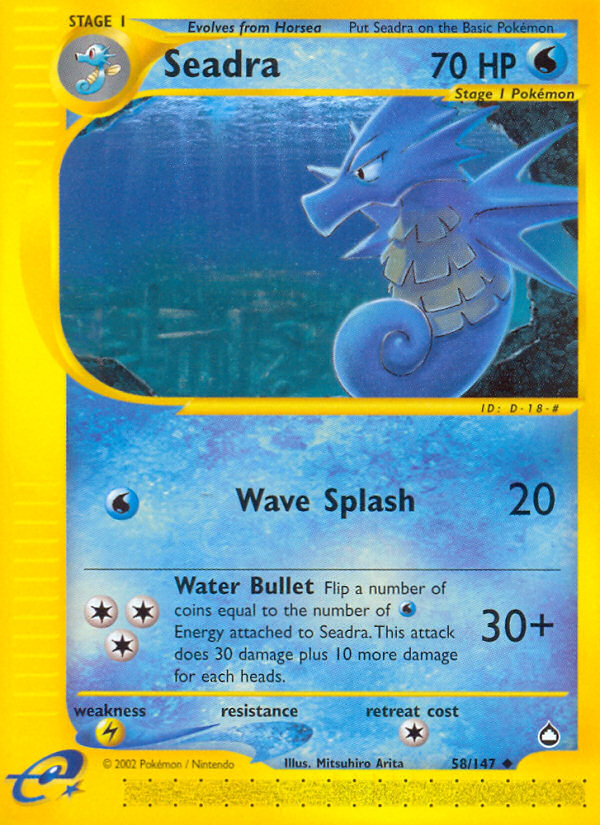 STAGE 1
Evolves from Horsea Put Seadra on the Basic Pokémon
Seadra 70 HP
Stage 1 Pokémon
ID: D-18-#
Wave Splash 20
Water Bullet Flip a number of
coins equal to the number of
Energy attached to Seadra. This attack
does 30 damage plus 10 more damage
for each heads.
30+
weakness resistance retreat cost
© 2002 Pokémon / Nintendo Illus. Mitsuhiro Arita 58/147
e